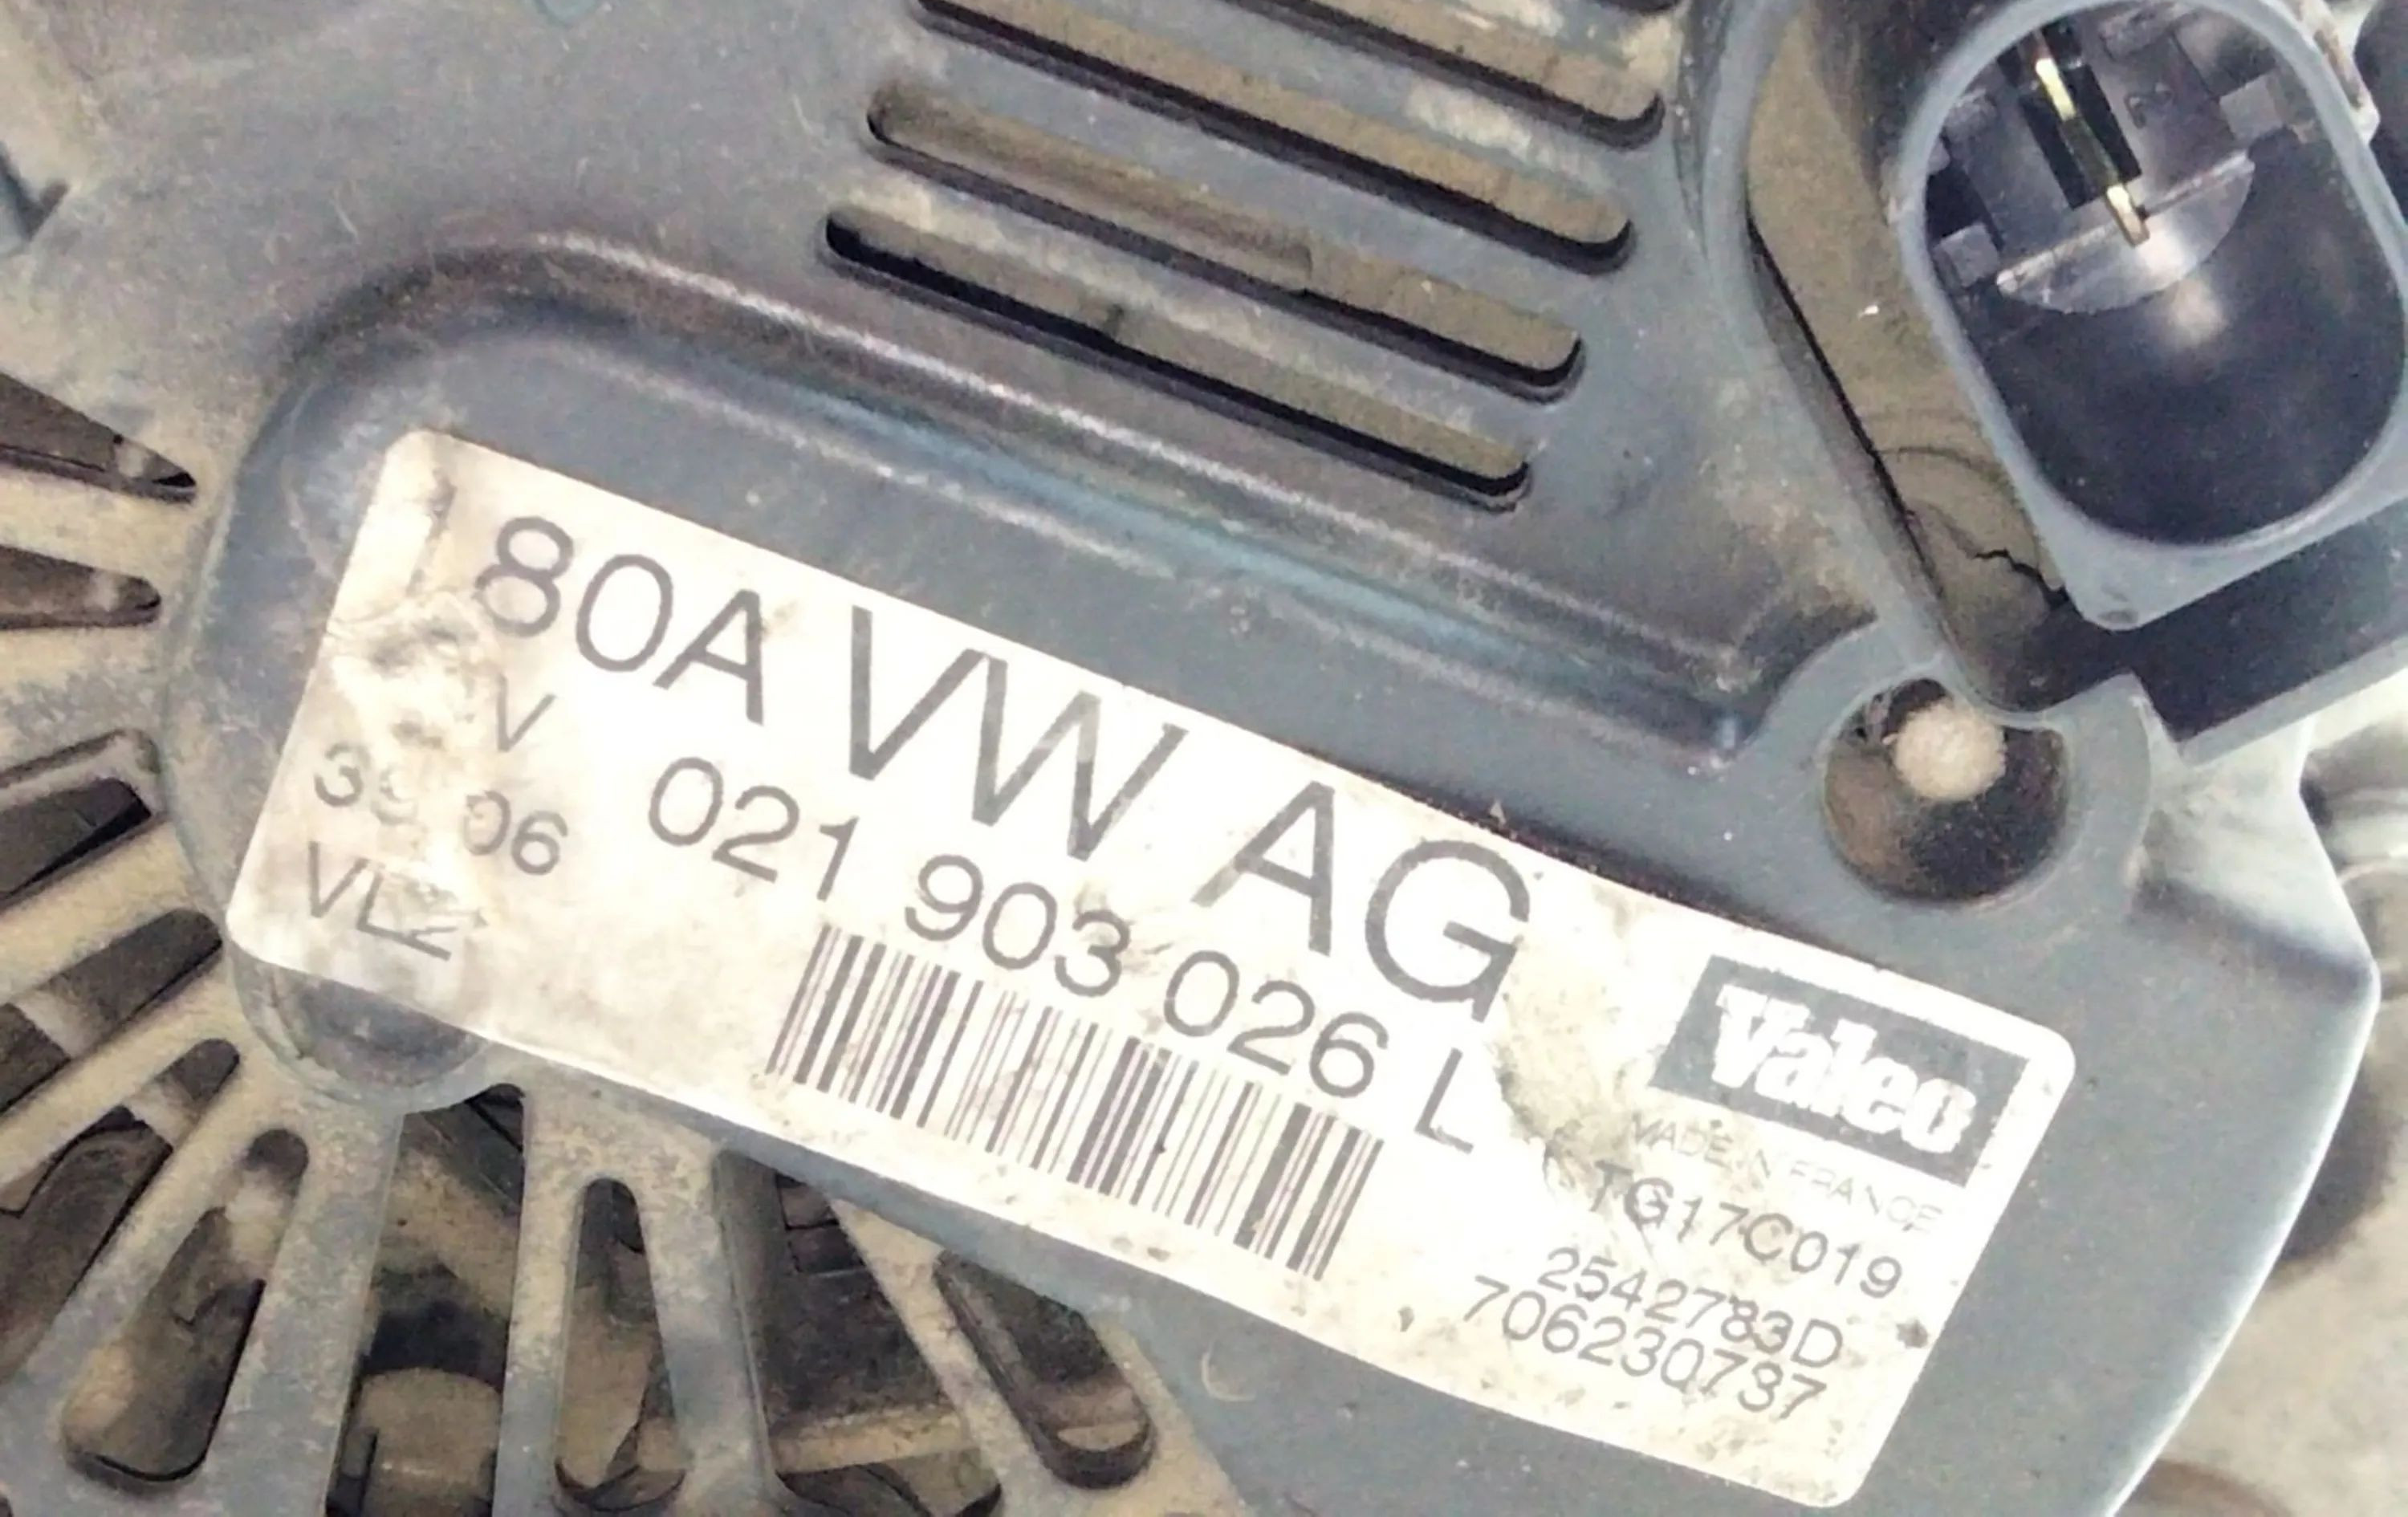 80A VW AG
V 021 903 026 L
06
Valeo
MADE IN FRANCE
TG17C019
2542783D
706230737